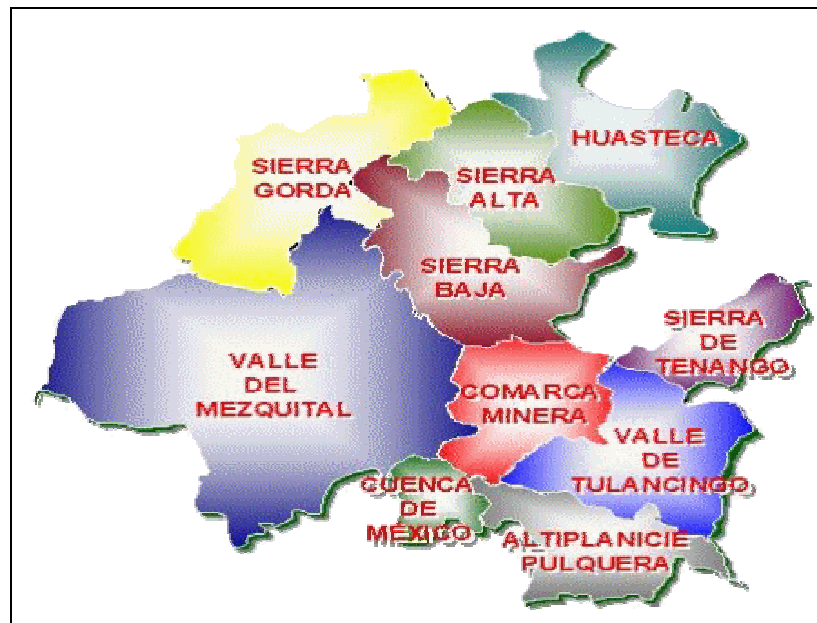 HUASTECA
SIERRA
GORDA
SIERRA
ALTA
SIERRA
BAJA
SIERRA
DE
TENANGO
VALLE
DEL
MEZQUITAL
COMARCA
MINERA
VALLE
DE
TULANCINGO
CUENCA
DE
MÉXICO
ALTIPLANICIE
PULQUERA